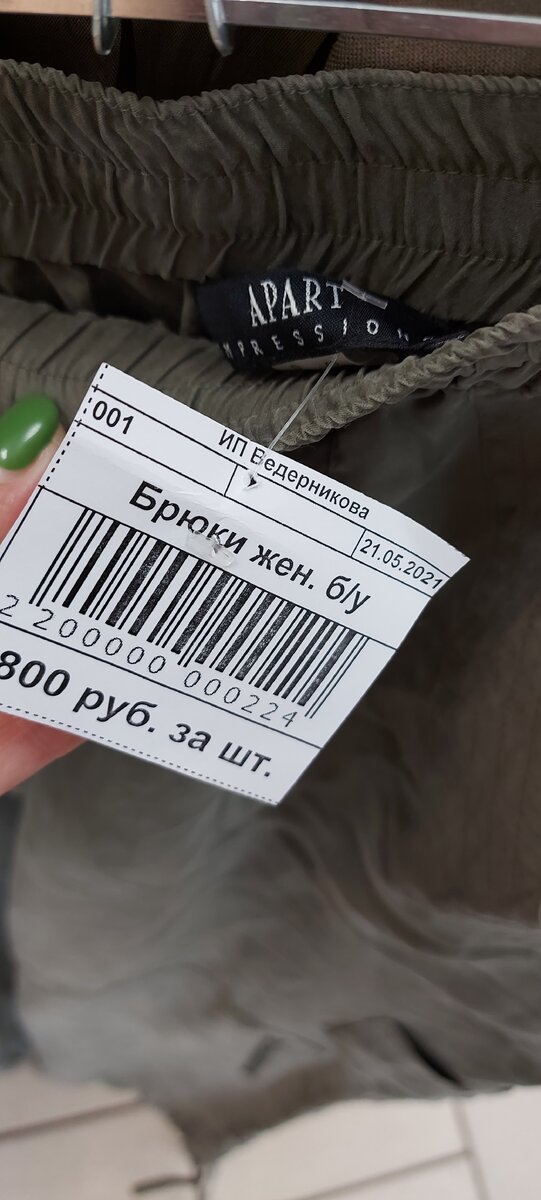 APART
IMPRESSIONS
001
ИП Ведерникова
21.05.2021
Брюки жен. б/у
2 200000 000224
800 руб. за шт.